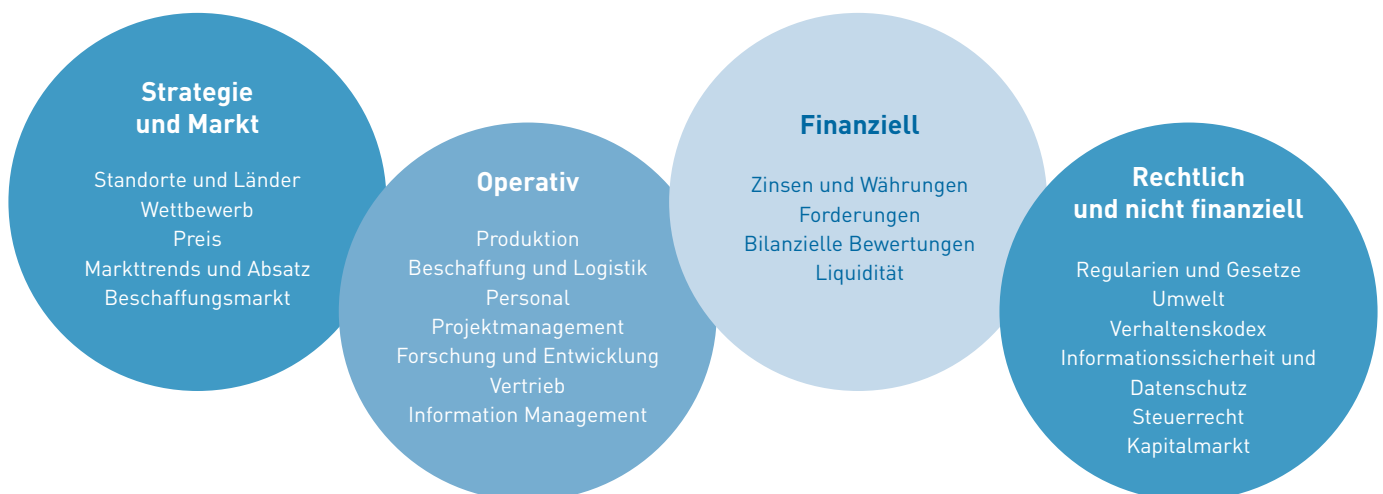 Strategie
und Markt
Standorte und Länder
Wettbewerb
Preis
Markttrends und Absatz
Beschaffungsmarkt
Operativ
Produktion
Beschaffung und Logistik
Personal
Projektmanagement
Forschung und Entwicklung
Vertrieb
Information Management
Finanziell
Zinsen und Währungen
Forderungen
Bilanzielle Bewertungen
Liquidität
Rechtlich
und nicht finanziell
Regularien und Gesetze
Umwelt
Verhaltenskodex
Informationssicherheit und
Datenschutz
Steuerrecht
Kapitalmarkt